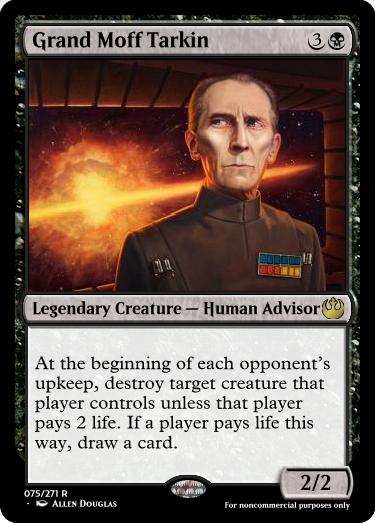 Grand Moff Tarkin 3
Legendary Creature — Human Advisor
At the beginning of each opponent's
upkeep, destroy target creature that
player controls unless that player
pays 2 life. If a player pays life this
way, draw a card.
2/2
075/271 R
· Allen Douglas
For noncommercial purposes only